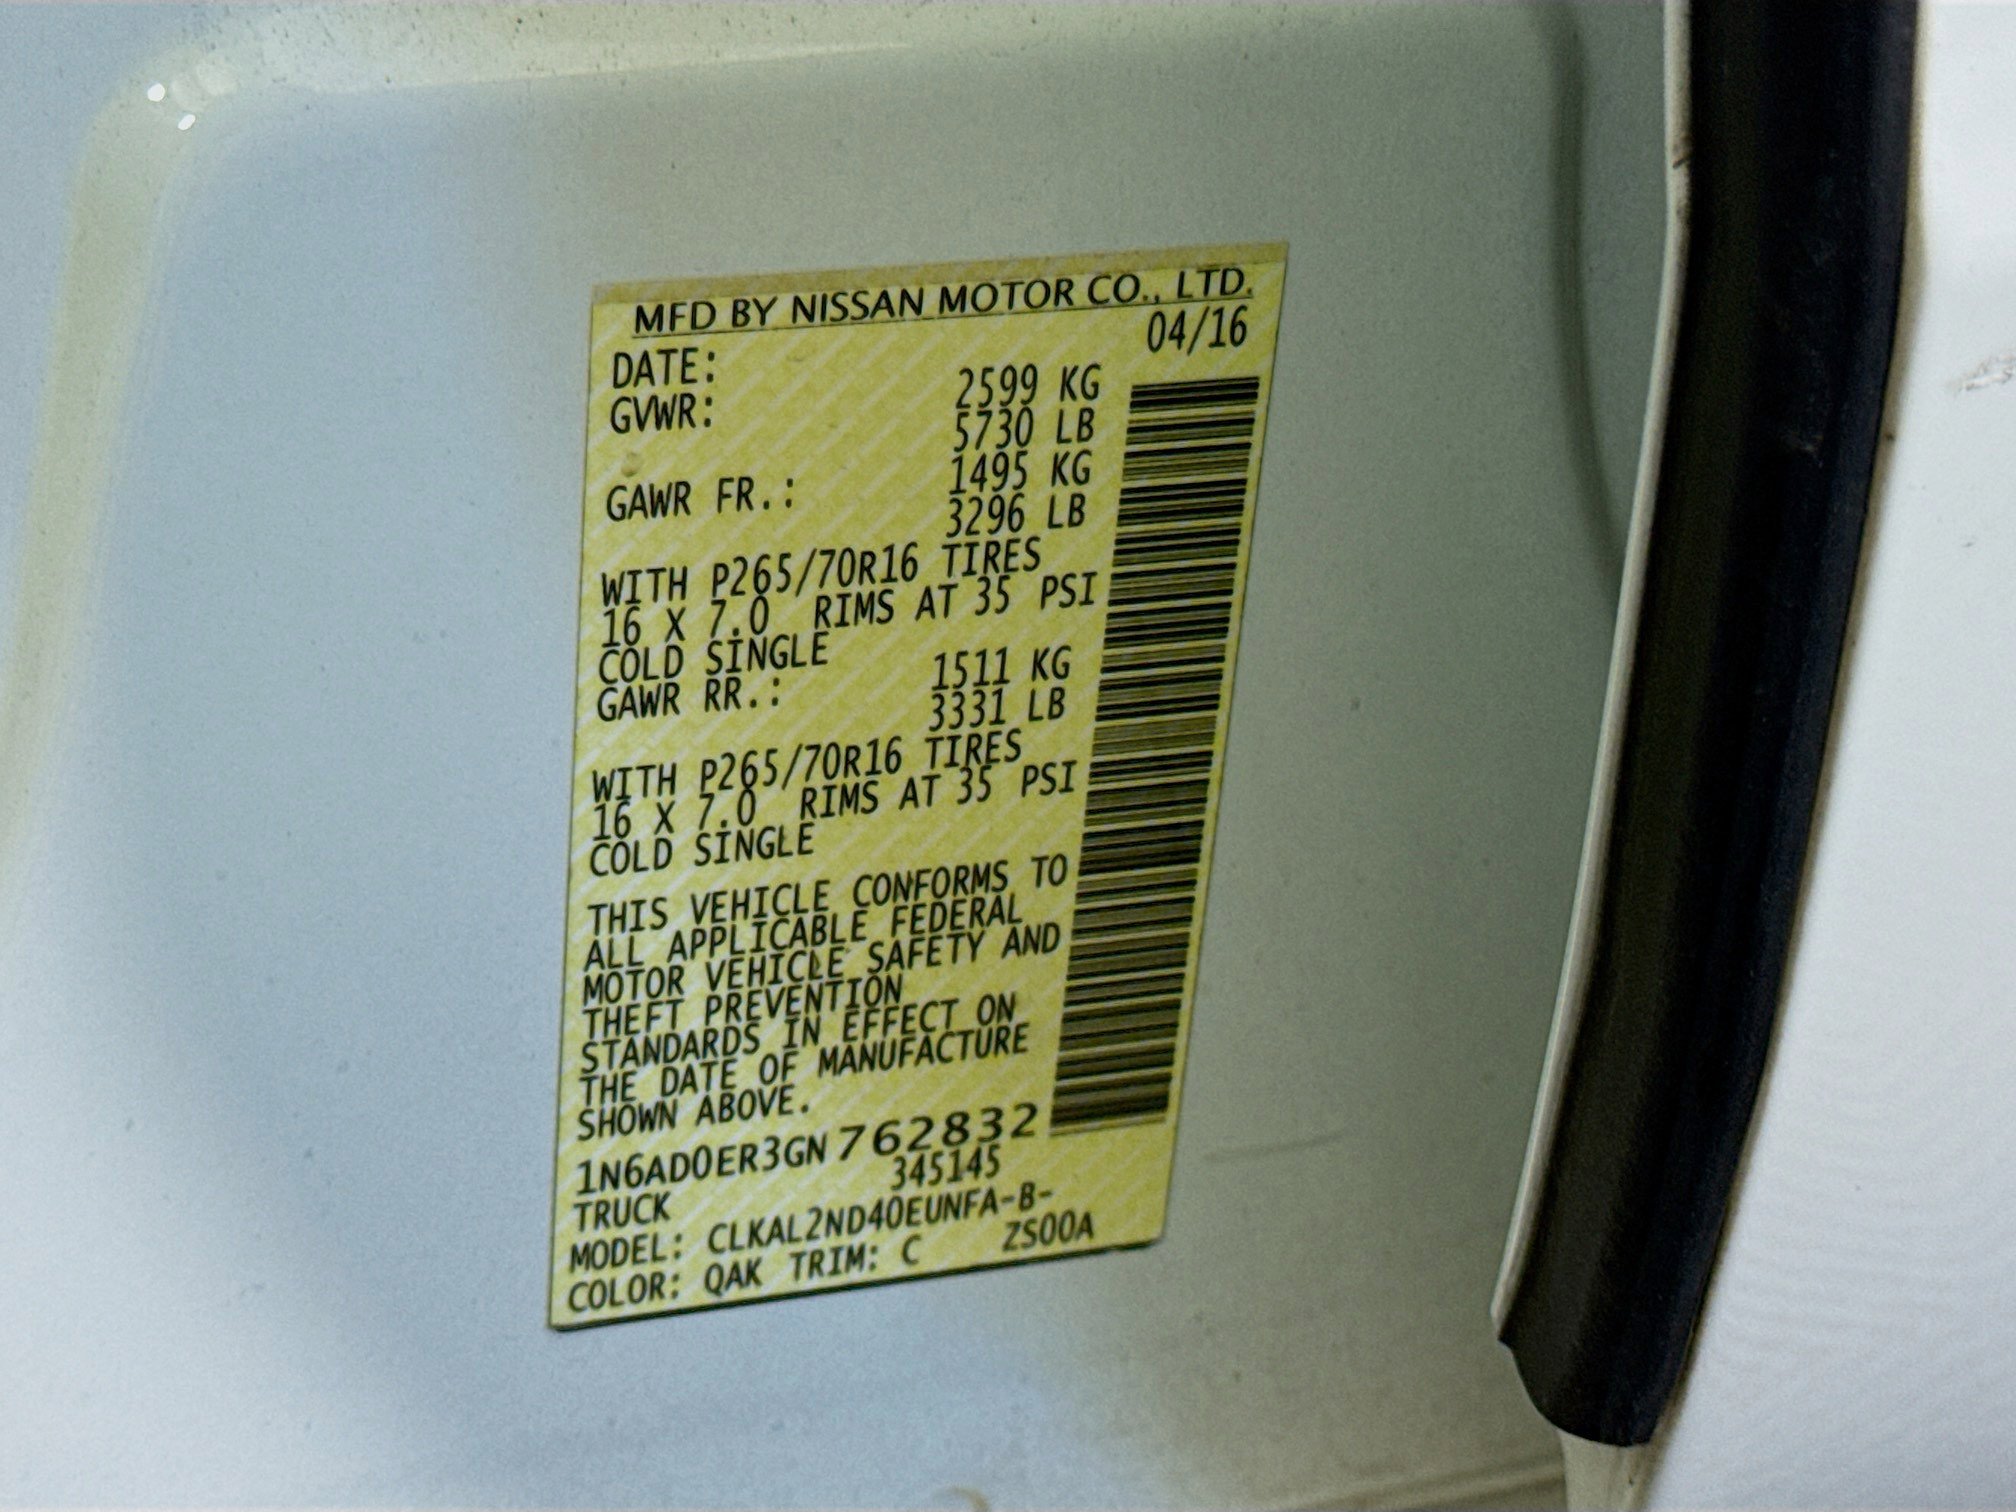 MFD BY NISSAN MOTOR CO., LTD.
DATE: 04/16
GVWR: 2599 KG
5730 LB
GAWR FR.: 1495 KG
3296 LB
WITH P265/70R16 TIRES
16 X 7.0 RIMS AT 35 PSI
COLD SINGLE
GAWR RR.: 1511 KG
3331 LB
WITH P265/70R16 TIRES
16 X 7.0 RIMS AT 35 PSI
COLD SINGLE
THIS VEHICLE CONFORMS TO
ALL APPLICABLE FEDERAL
MOTOR VEHICLE SAFETY AND
THEFT PREVENTION
STANDARDS IN EFFECT ON
THE DATE OF MANUFACTURE
SHOWN ABOVE.
1N6AD0ER3GN762832
TRUCK 345145
MODEL: CLKAL2ND40EUNFA-B-
COLOR: QAK TRIM: C ZS00A